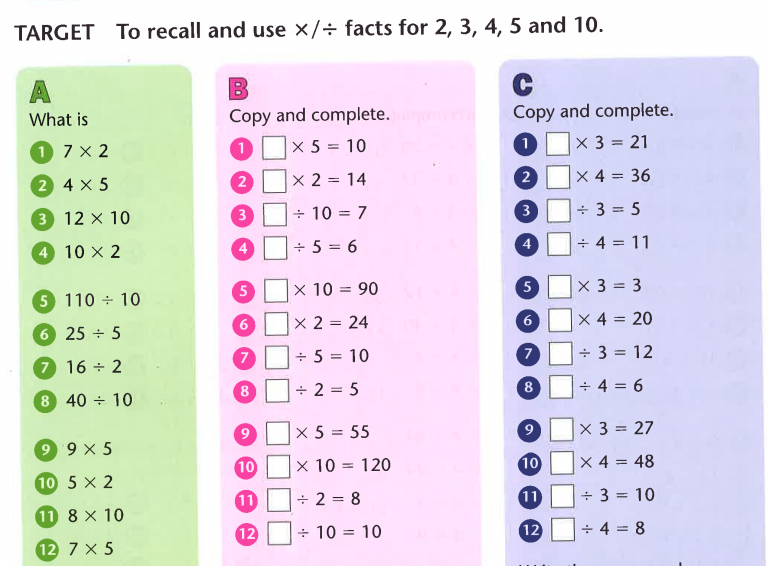 TARGET To recall and use ×/÷ facts for 2, 3, 4, 5 and 10.
A
What is
1 7 × 2
2 4 × 5
3 12 × 10
4 10 × 2
5 110 ÷ 10
6 25 ÷ 5
7 16 ÷ 2
8 40 ÷ 10
9 9 × 5
10 5 × 2
11 8 × 10
12 7 × 5
B
Copy and complete.
1 □ × 5 = 10
2 □ × 2 = 14
3 □ ÷ 10 = 7
4 □ ÷ 5 = 6
5 □ × 10 = 90
6 □ × 2 = 24
7 □ ÷ 5 = 10
8 □ ÷ 2 = 5
9 □ × 5 = 55
10 □ × 10 = 120
11 □ ÷ 2 = 8
12 □ ÷ 10 = 10
C
Copy and complete.
1 □ × 3 = 21
2 □ × 4 = 36
3 □ ÷ 3 = 5
4 □ ÷ 4 = 11
5 □ × 3 = 3
6 □ × 4 = 20
7 □ ÷ 3 = 12
8 □ ÷ 4 = 6
9 □ × 3 = 27
10 □ × 4 = 48
11 □ ÷ 3 = 10
12 □ ÷ 4 = 8